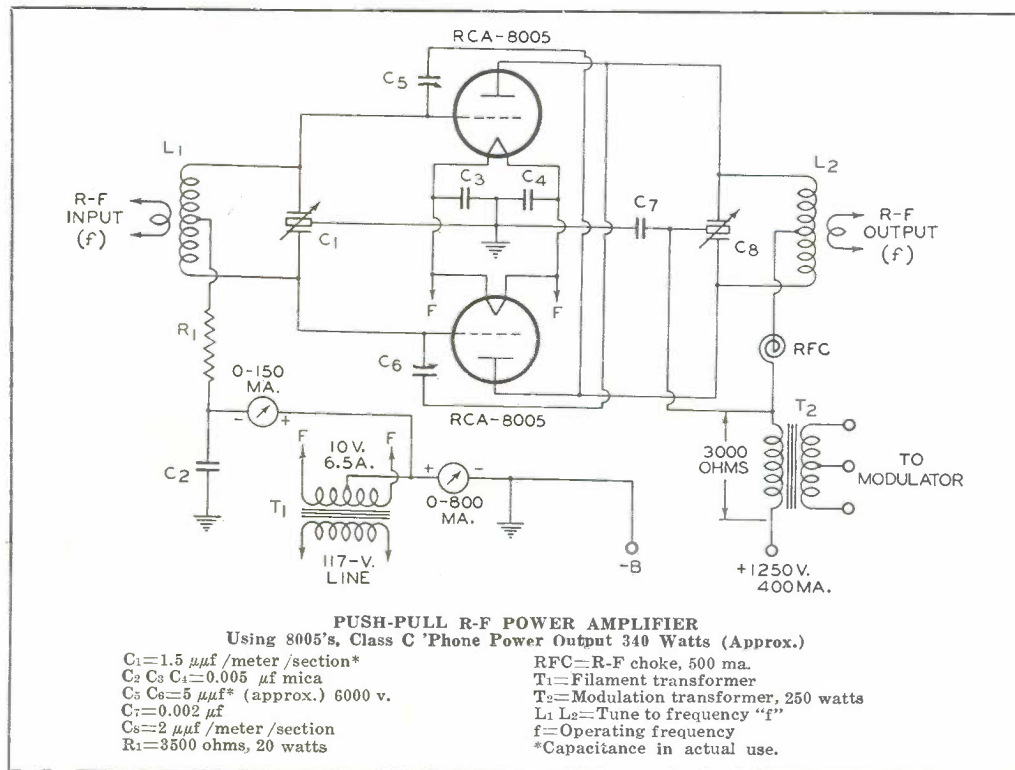 RCA-8005
C5
L1
C3
C4
L2
R-F
INPUT
(f)
C1
C7
C8
R-F
OUTPUT
(f)
F
F
R1
C6
RFC
0-150
MA.
- +
RCA-8005
T2
F
F
10V.
6.5A.
3000
OHMS
TO
MODULATOR
C2
+ -
T1
0-800
MA.
117-V.
LINE
-B
+1250V.
400MA.
PUSH-PULL R-F POWER AMPLIFIER
Using 8005's, Class C 'Phone Power Output 340 Watts (Approx.)
C1=1.5 µµf/meter/section*
C2 C3 C4=0.005 µf mica
C5 C6=5 µµf* (approx.) 6000 v.
C7=0.002 µf
C8=2 µµf/meter/section
R1=3500 ohms, 20 watts
RFC=R-F choke, 500 ma.
T1=Filament transformer
T2=Modulation transformer, 250 watts
L1 L2=Tune to frequency "f"
f=Operating frequency
*Capacitance in actual use.